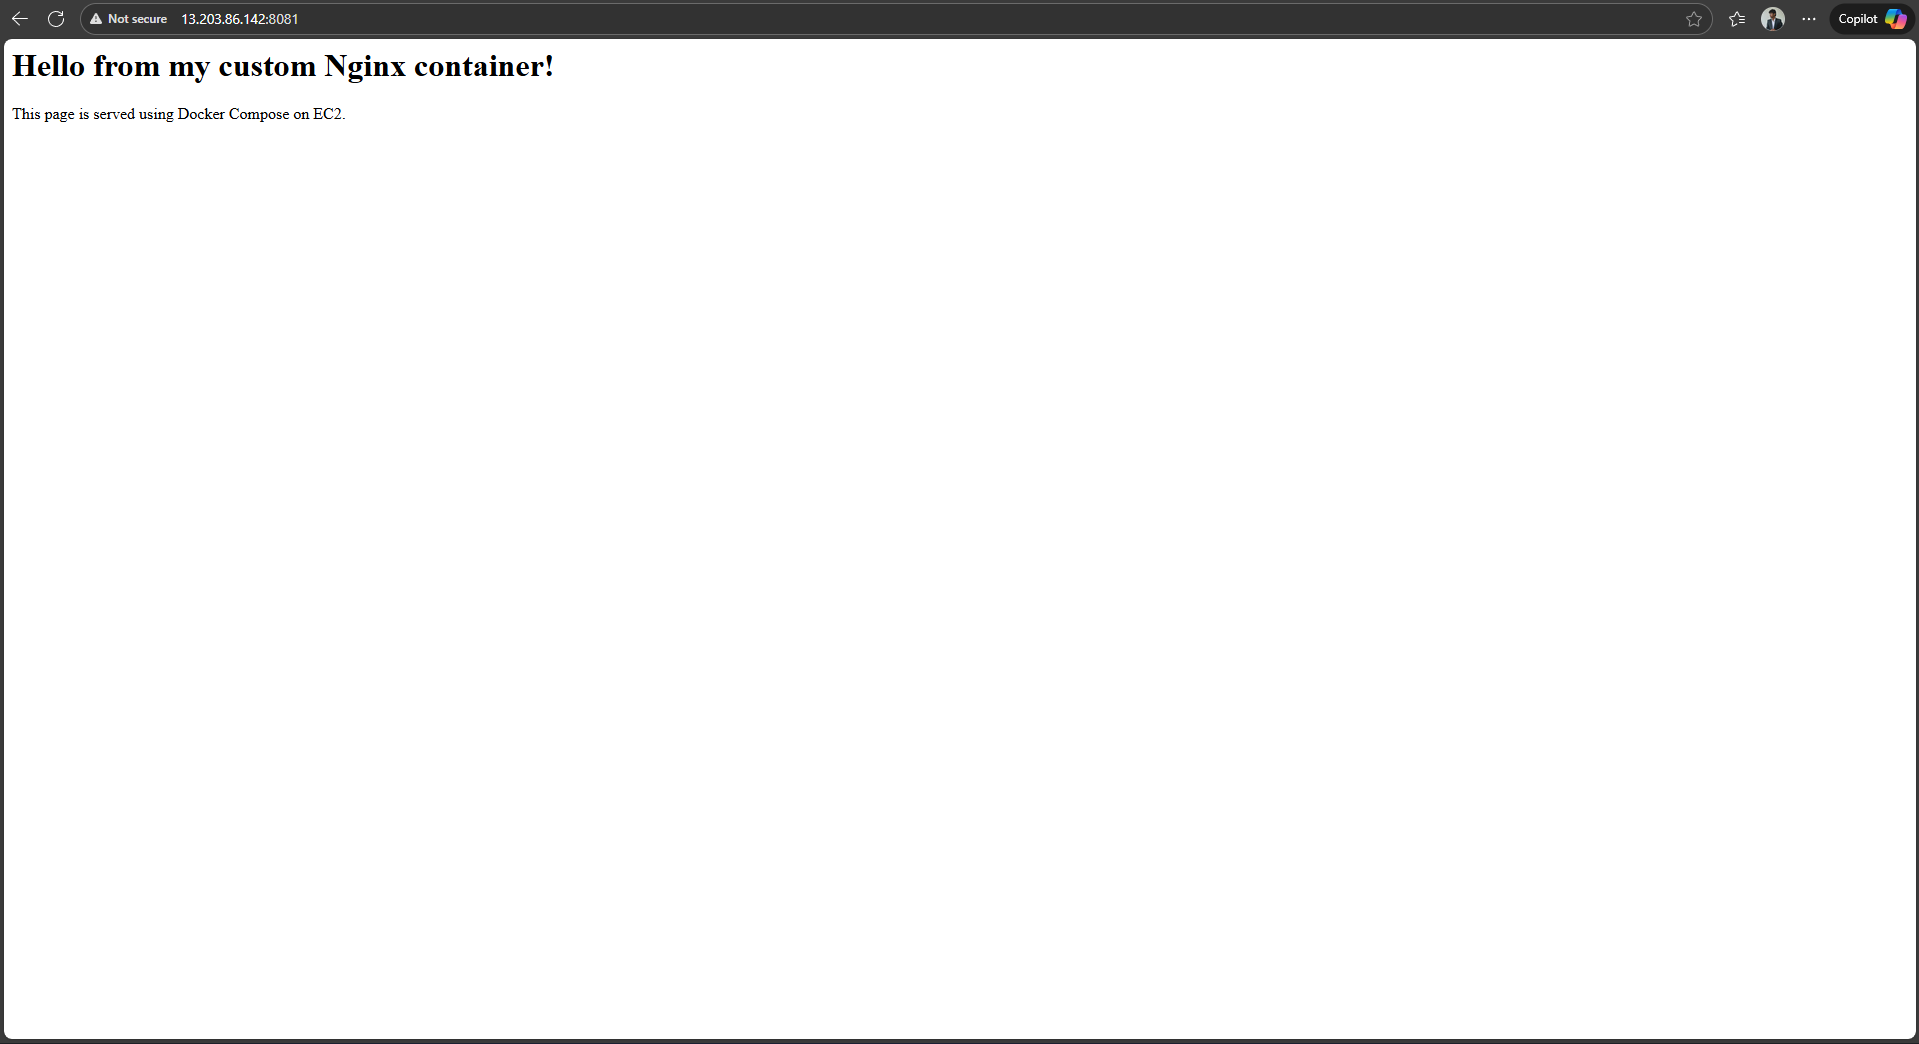 Not secure 13.203.86.142:8081
Copilot
Hello from my custom Nginx container!
This page is served using Docker Compose on EC2.